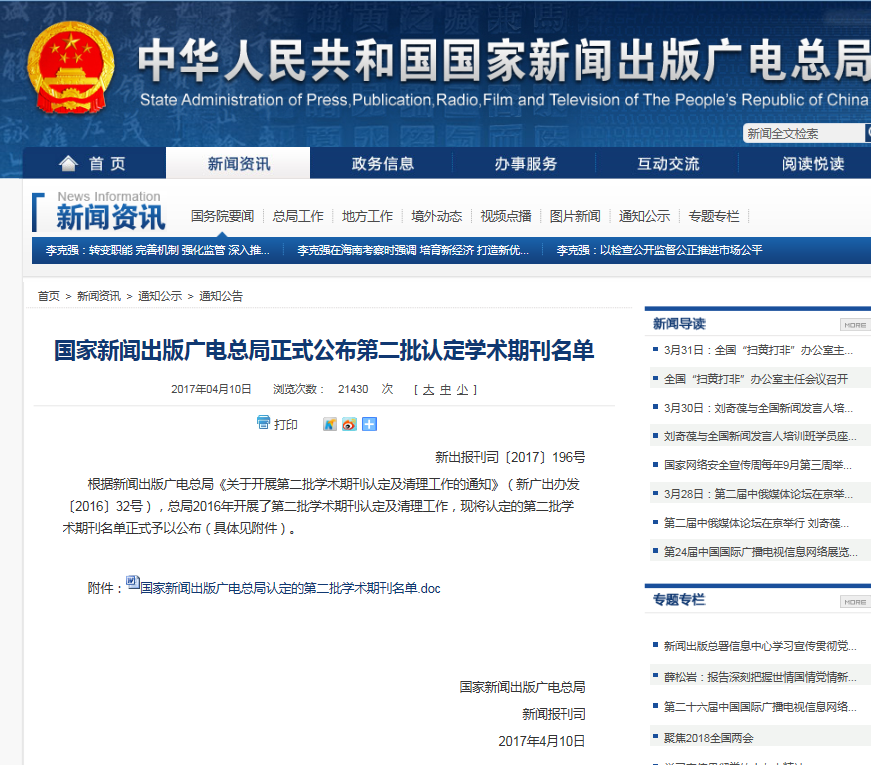 中华人民共和国国家新闻出版广电总局
State Administration of Press,Publication,Radio,Film and Television of The People's Republic of China
新闻全文检索
首 页 新闻资讯 政务信息 办事服务 互动交流 阅读悦读
News Information
新闻资讯 国务院要闻 总局工作 地方工作 境外动态 视频点播 图片新闻 通知公示 专题专栏
李克强：转变职能 完善机制 强化监管 深入推... 李克强在海南考察时强调 培育新经济 打造新优... 李克强：以检查公开监督公正推进市场公平
首页 > 新闻资讯 > 通知公示 > 通知公告
国家新闻出版广电总局正式公布第二批认定学术期刊名单
2017年04月10日 浏览次数： 21430 次 [ 大 中 小 ]
打印
新出报刊司〔2017〕196号
根据新闻出版广电总局《关于开展第二批学术期刊认定及清理工作的通知》（新广出办发
〔2016〕32号），总局2016年开展了第二批学术期刊认定及清理工作，现将认定的第二批学
术期刊名单正式予以公布（具体见附件）。
附件：国家新闻出版广电总局认定的第二批学术期刊名单.doc
国家新闻出版广电总局
新闻报刊司
2017年4月10日
新闻导读 MORE
3月31日：全国“扫黄打非”办公室主...
全国“扫黄打非”办公室主任会议召开
3月30日：刘奇葆与全国新闻发言人培...
刘奇葆与全国新闻发言人培训班学员座...
国家网络安全宣传周每年9月第三周举...
3月28日：第二届中俄媒体论坛在京举...
第二届中俄媒体论坛在京举行 刘奇葆...
第24届中国国际广播电视信息网络展览...
专题专栏 MORE
新闻出版总署信息中心学习宣传贯彻党...
薛松岩：报告深刻把握世情国情党情新...
第二十六届中国国际广播电视信息网络...
聚焦2018全国两会